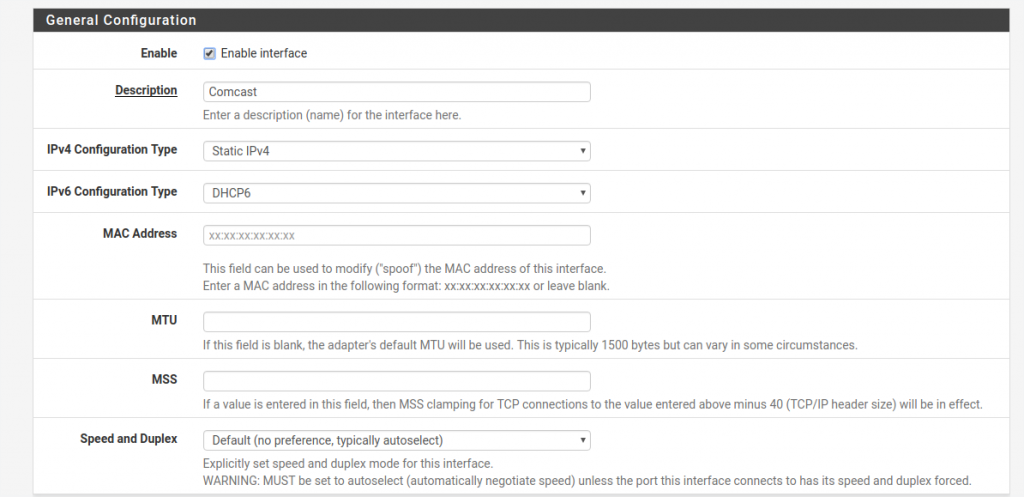 General Configuration
Enable Enable interface
Description Comcast
Enter a description (name) for the interface here.
IPv4 Configuration Type Static IPv4
IPv6 Configuration Type DHCP6
MAC Address xx:xx:xx:xx:xx:xx
This field can be used to modify ("spoof") the MAC address of this interface.
Enter a MAC address in the following format: xx:xx:xx:xx:xx:xx or leave blank.
MTU
If this field is blank, the adapter's default MTU will be used. This is typically 1500 bytes but can vary in some circumstances.
MSS
If a value is entered in this field, then MSS clamping for TCP connections to the value entered above minus 40 (TCP/IP header size) will be in effect.
Speed and Duplex Default (no preference, typically autoselect)
Explicitly set speed and duplex mode for this interface.
WARNING: MUST be set to autoselect (automatically negotiate speed) unless the port this interface connects to has its speed and duplex forced.